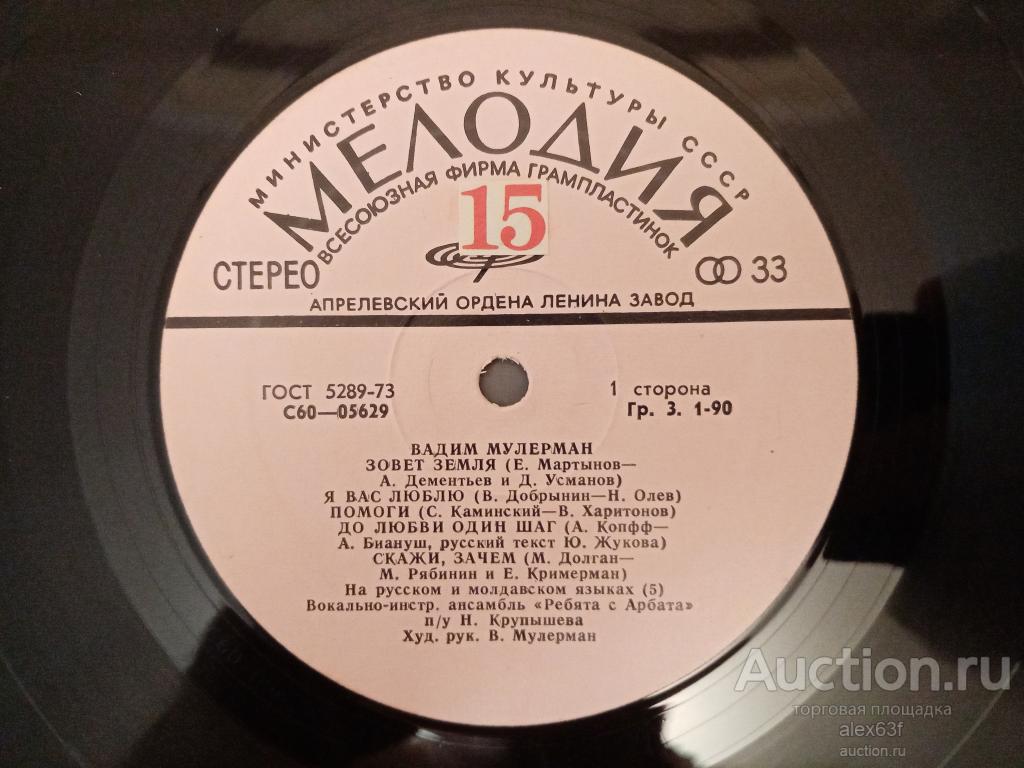 МИНИСТЕРСТВО КУЛЬТУРЫ СССР
МЕЛОДИЯ
ВСЕСОЮЗНАЯ ФИРМА ГРАМПЛАСТИНОК
15
СТЕРЕО
33
АПРЕЛЕВСКИЙ ОРДЕНА ЛЕНИНА ЗАВОД
ГОСТ 5289-73
1 сторона
С60—05629
Гр. 3. 1-90
ВАДИМ МУЛЕРМАН
ЗОВЕТ ЗЕМЛЯ (Е. Мартынов—
А. Дементьев и Д. Усманов)
Я ВАС ЛЮБЛЮ (В. Добрынин—Н. Олев)
ПОМОГИ (С. Каминский—В. Харитонов)
ДО ЛЮБВИ ОДИН ШАГ (А. Копфф—
А. Биануш, русский текст Ю. Жукова)
СКАЖИ, ЗАЧЕМ (М. Долган—
М. Рябинин и Е. Кримерман)
На русском и молдавском языках (5)
Вокально-инстр. ансамбль «Ребята с Арбата»
п/у Н. Крупышева
Худ. рук. В. Мулерман
Auction.ru
торговая площадка
alex63f
auction.ru